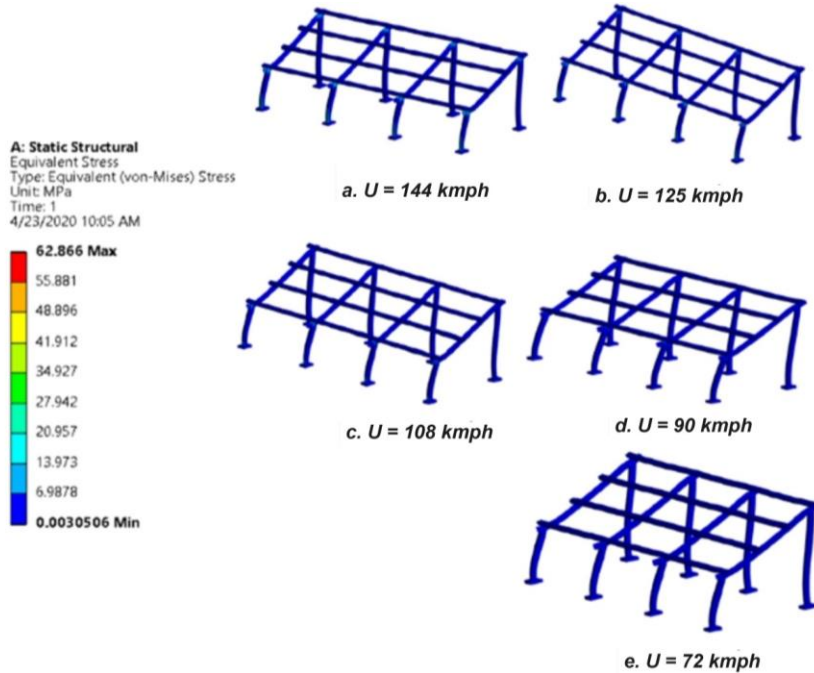 A: Static Structural
Equivalent Stress
Type: Equivalent (von-Mises) Stress
Unit: MPa
Time: 1
4/23/2020 10:05 AM
62.866 Max
55.881
48.896
41.912
34.927
27.942
20.957
13.973
6.9878
0.0030506 Min
a. U = 144 kmph
b. U = 125 kmph
c. U = 108 kmph
d. U = 90 kmph
e. U = 72 kmph